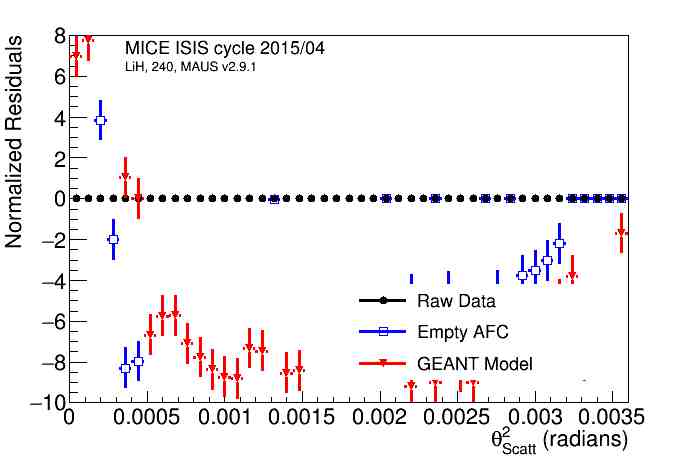 MICE ISIS cycle 2015/04
LiH, 240, MAUS v2.9.1
Normalized Residuals
8
6
4
2
0
−2
−4
−6
−8
−10
Raw Data
Empty AFC
GEANT Model
0 0.0005 0.001 0.0015 0.002 0.0025 0.003 0.0035
θ²Scatt (radians)